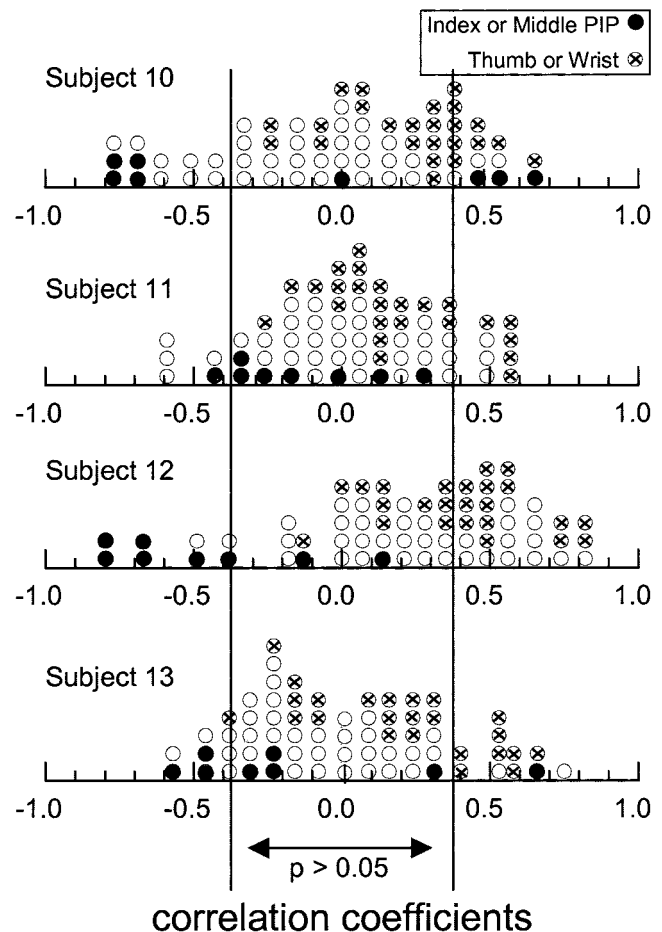 Index or Middle PIP
Thumb or Wrist
Subject 10
-1.0 -0.5 0.0 0.5 1.0
Subject 11
-1.0 -0.5 0.0 0.5 1.0
Subject 12
-1.0 -0.5 0.0 0.5 1.0
Subject 13
-1.0 -0.5 0.0 0.5 1.0
p > 0.05
correlation coefficients